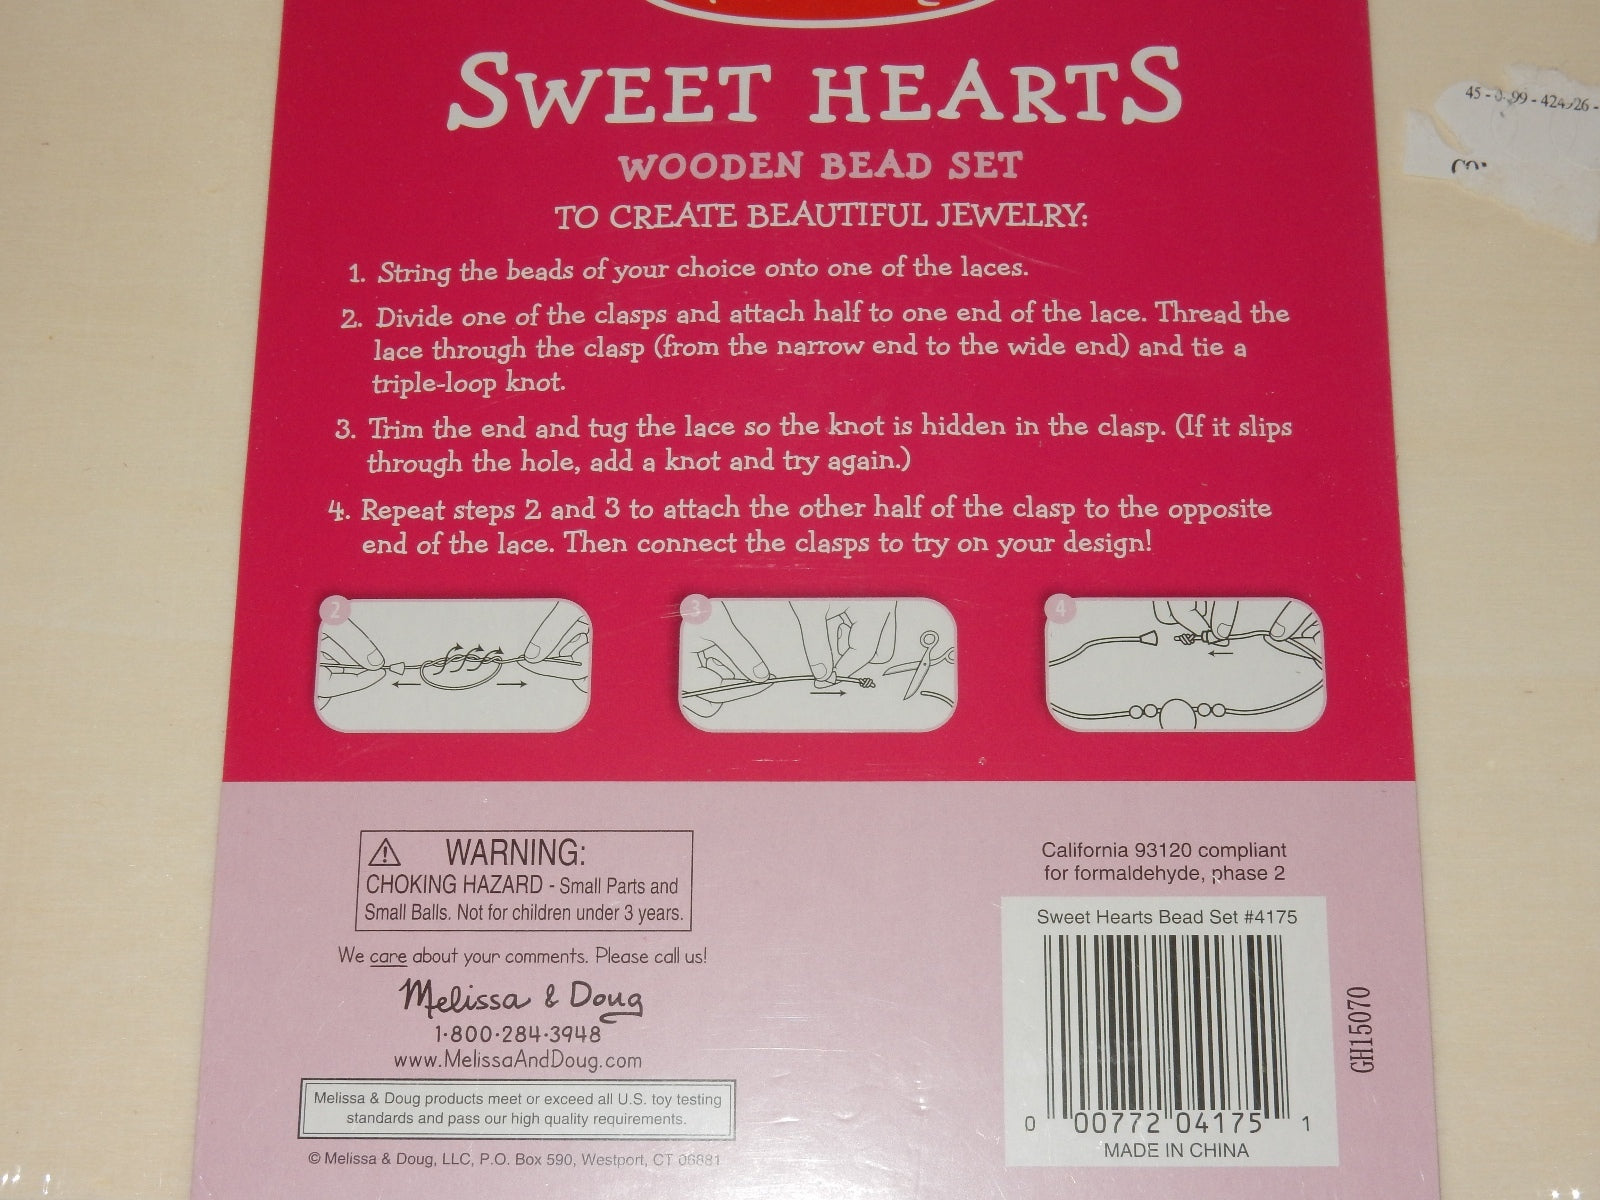 SWEET HEARTS
WOODEN BEAD SET
TO CREATE BEAUTIFUL JEWELRY:
1. String the beads of your choice onto one of the laces.
2. Divide one of the clasps and attach half to one end of the lace. Thread the
lace through the clasp (from the narrow end to the wide end) and tie a
triple-loop knot.
3. Trim the end and tug the lace so the knot is hidden in the clasp. (If it slips
through the hole, add a knot and try again.)
4. Repeat steps 2 and 3 to attach the other half of the clasp to the opposite
end of the lace. Then connect the clasps to try on your design!
2
3
4
WARNING:
CHOKING HAZARD - Small Parts and
Small Balls. Not for children under 3 years.
We care about your comments. Please call us!
Melissa & Doug
1·800·284·3948
www.MelissaAndDoug.com
Melissa & Doug products meet or exceed all U.S. toy testing
standards and pass our high quality requirements.
© Melissa & Doug, LLC, P.O. Box 590, Westport, CT 06881
California 93120 compliant
for formaldehyde, phase 2
Sweet Hearts Bead Set #4175
0 00772 04175 1
MADE IN CHINA
GH15070